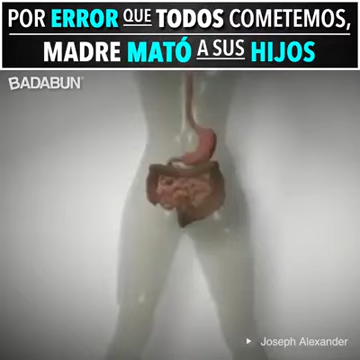 POR ERROR QUE TODOS COMETEMOS,
MADRE MATÓ A SUS HIJOS
BADABUN®
Joseph Alexander